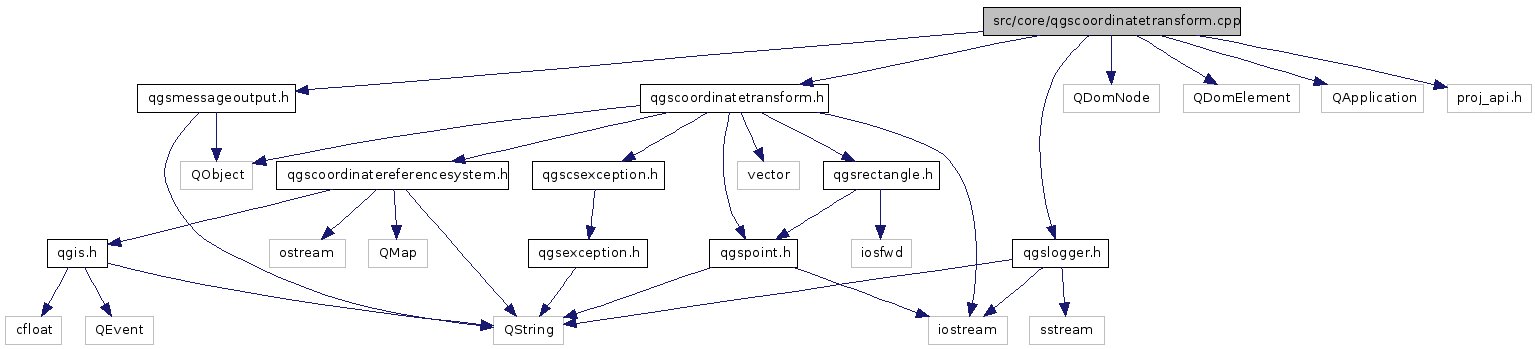 src/core/qgscoordinatetransform.cpp
qgsmessageoutput.h
qgscoordinatetransform.h
QDomNode
QDomElement
QApplication
proj_api.h
QObject
qgscoordinatereferencesystem.h
qgscsexception.h
vector
qgsrectangle.h
qgis.h
ostream
QMap
qgsexception.h
qgspoint.h
iosfwd
qgslogger.h
cfloat
QEvent
QString
iostream
sstream